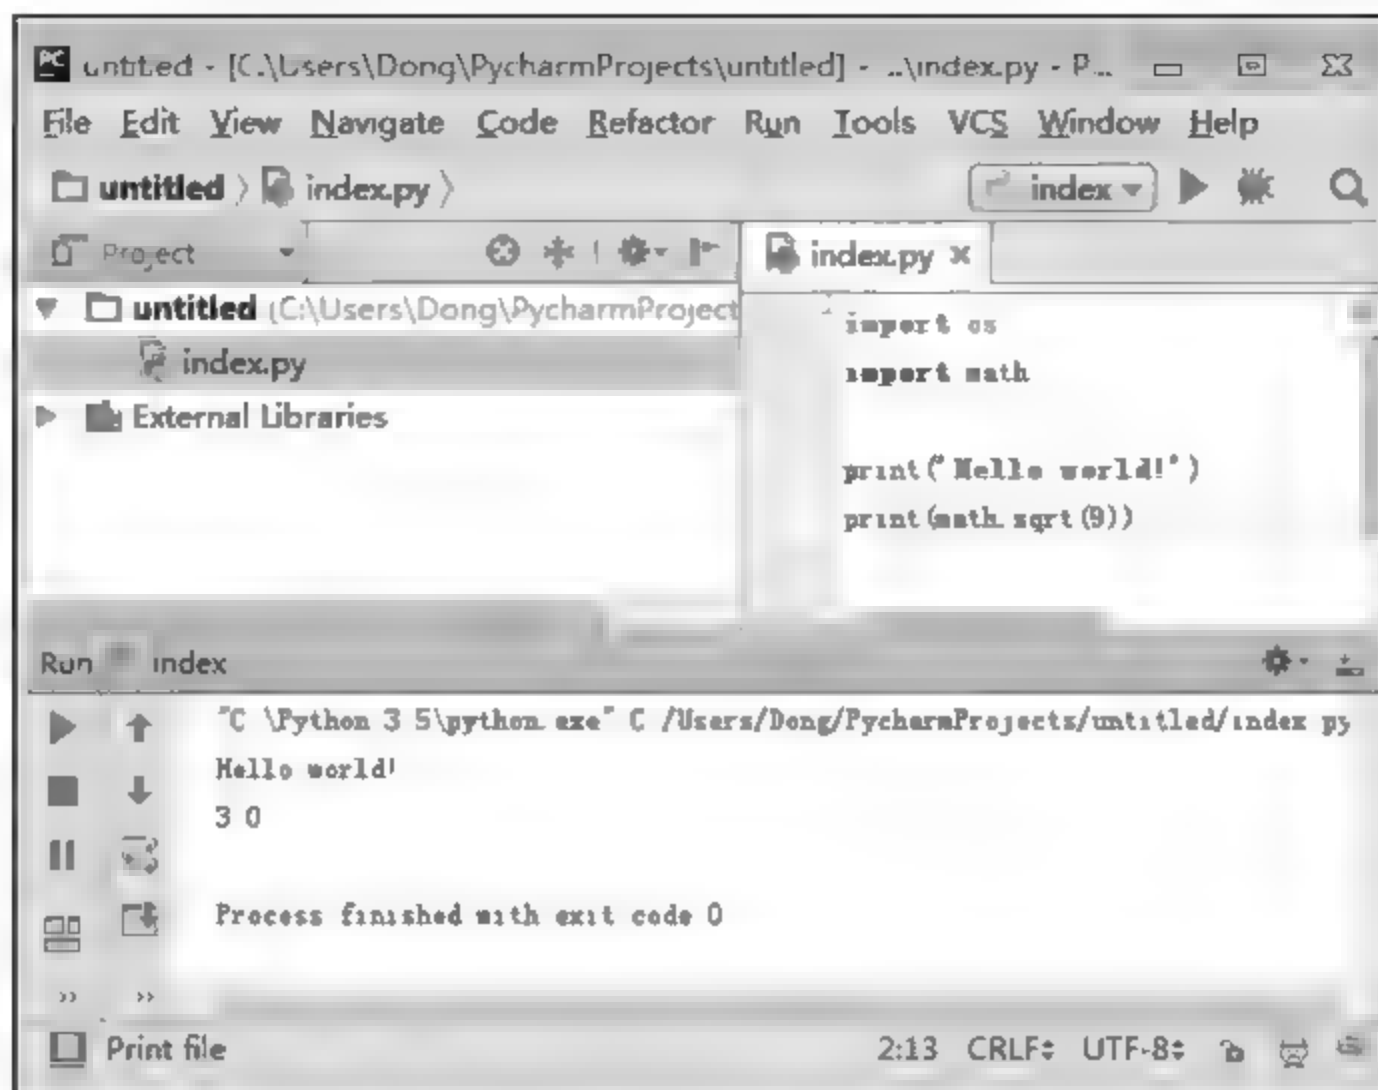 PC untitled - [C:\Users\Dong\PycharmProjects\untitled] - ...\index.py - P...
File Edit View Navigate Code Refactor Run Tools VCS Window Help
untitled index.py index
Project index.py
untitled (C:\Users\Dong\PycharmProject
index.py
External Libraries
import os
import math
print("Hello world!")
print(math.sqrt(9))
Run index
"C:\Python 3.5\python.exe" C:/Users/Dong/PycharmProjects/untitled/index.py
Hello world!
3.0
Process finished with exit code 0
Print file 2:13 CRLF UTF-8